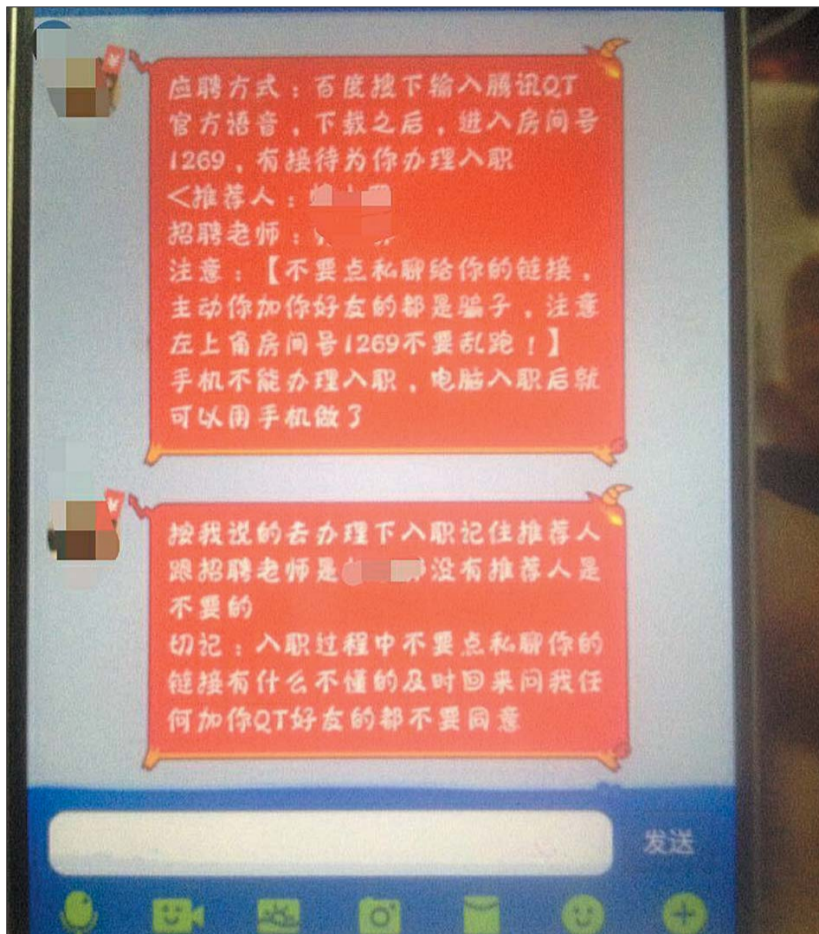 应聘方式：百度搜下输入腾讯QT
官方语音，下载之后，进入房间号
1269，有接待为你办理入职
<推荐人：
招聘老师：
注意：【不要点私聊给你的链接，
主动你加你好友的都是骗子，注意
左上角房间号1269不要乱跑！】
手机不能办理入职，电脑入职后就
可以用手机做了
按我说的去办理下入职记住推荐人
跟招聘老师是 没有推荐人是
不要的
切记：入职过程中不要点私聊你的
链接有什么不懂的及时回来问我任
何加你QT好友的都不要同意
发送